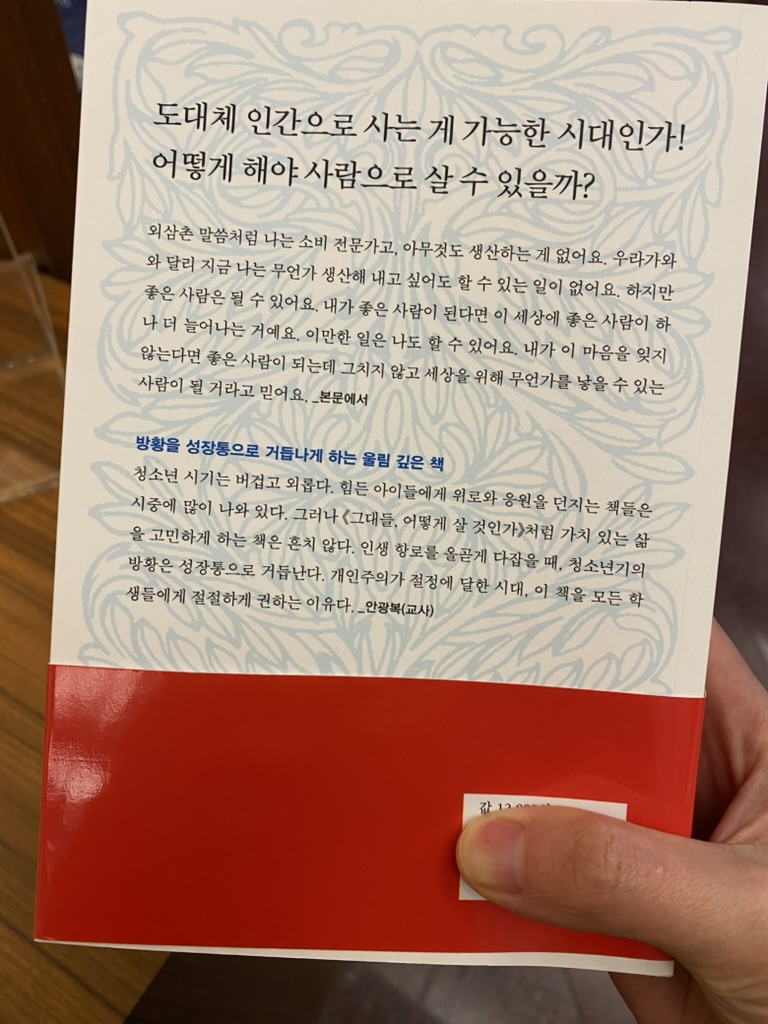 도대체 인간으로 사는 게 가능한 시대인가!
어떻게 해야 사람으로 살 수 있을까?
외삼촌 말씀처럼 나는 소비 전문가고, 아무것도 생산하는 게 없어요. 우라가와
와 달리 지금 나는 무언가 생산해 내고 싶어도 할 수 있는 일이 없어요. 하지만
좋은 사람은 될 수 있어요. 내가 좋은 사람이 된다면 이 세상에 좋은 사람이 하
나 더 늘어나는 거예요. 이만한 일은 나도 할 수 있어요. 내가 이 마음을 잊지
않는다면 좋은 사람이 되는데 그치지 않고 세상을 위해 무언가를 낳을 수 있는
사람이 될 거라고 믿어요. _본문에서
방황을 성장통으로 거듭나게 하는 울림 깊은 책
청소년 시기는 버겁고 외롭다. 힘든 아이들에게 위로와 응원을 던지는 책들은
시중에 많이 나와 있다. 그러나 《그대들, 어떻게 살 것인가》처럼 가치 있는 삶
을 고민하게 하는 책은 흔치 않다. 인생 항로를 올곧게 다잡을 때, 청소년기의
방황은 성장통으로 거듭난다. 개인주의가 절정에 달한 시대, 이 책을 모든 학
생들에게 절절하게 권하는 이유다. _안광복(교사)
값